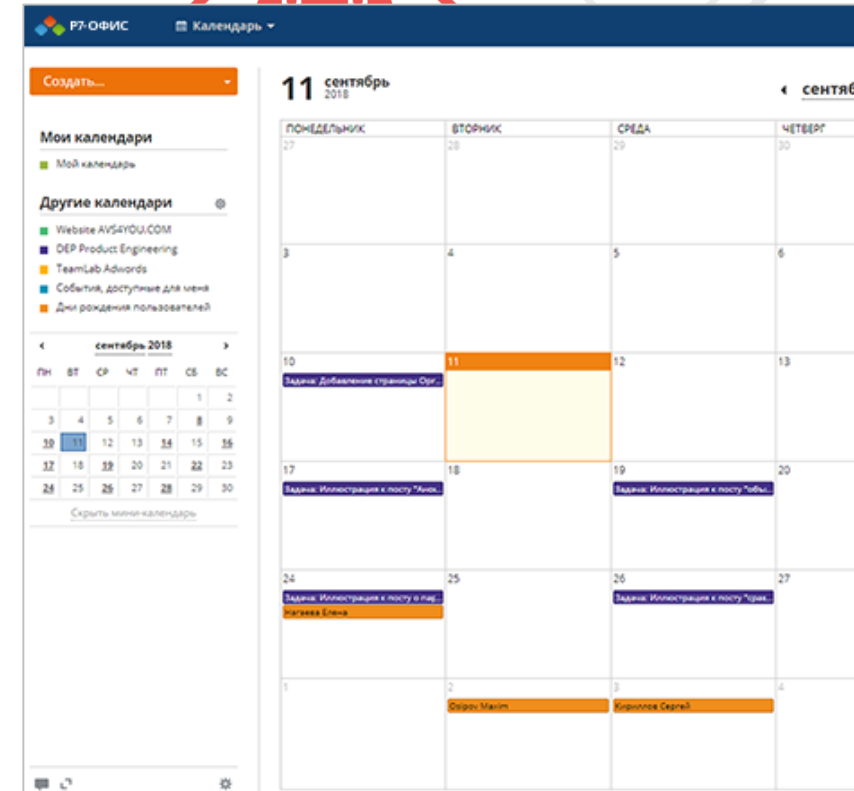 Р7-ОФИС Календарь
Создать...
Мои календари
Мой календарь
Другие календари
Website AVS4YOU.COM
DEP Product Engineering
TeamLab Adwords
События, доступные для меня
Дни рождения пользователей
сентябрь 2018
ПН ВТ СР ЧТ ПТ СБ ВС
1 2
3 4 5 6 7 8 9
10 11 12 13 14 15 16
17 18 19 20 21 22 23
24 25 26 27 28 29 30
Скрыть мини-календарь
11 сентябрь
2018
сентяб
ПОНЕДЕЛЬНИК ВТОРНИК СРЕДА ЧЕТВЕРГ
27 28 29 30
3 4 5 6
10 11 12 13
Задача: Добавление страницы Opr...
17 18 19 20
Задача: Иллюстрация к посту "Анон... Задача: Иллюстрация к посту "объ...
24 25 26 27
Задача: Иллюстрация к посту о пар... Задача: Иллюстрация к посту "срав...
Нагаева Елена
1 2 3 4
Osipov Maxim Кириллов Сергей